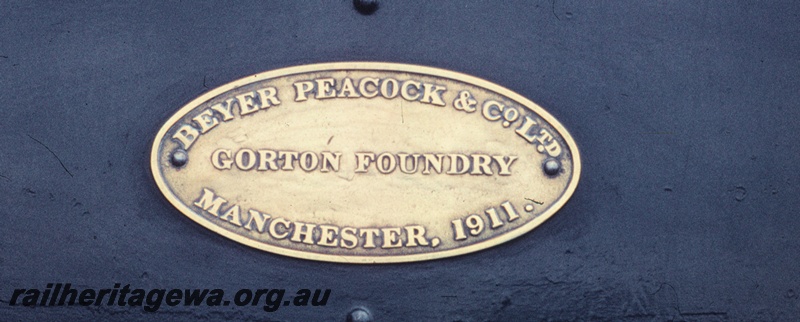 BEYER PEACOCK & CO. LTD
GORTON FOUNDRY
MANCHESTER, 1911.
railheritagewa.org.au